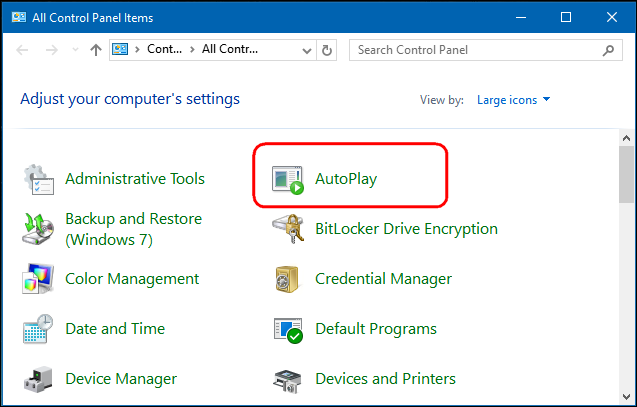 All Control Panel Items
Cont... All Contr... Search Control Panel
Adjust your computer's settings View by: Large icons
Administrative Tools AutoPlay
Backup and Restore
(Windows 7) BitLocker Drive Encryption
Color Management Credential Manager
Date and Time Default Programs
Device Manager Devices and Printers